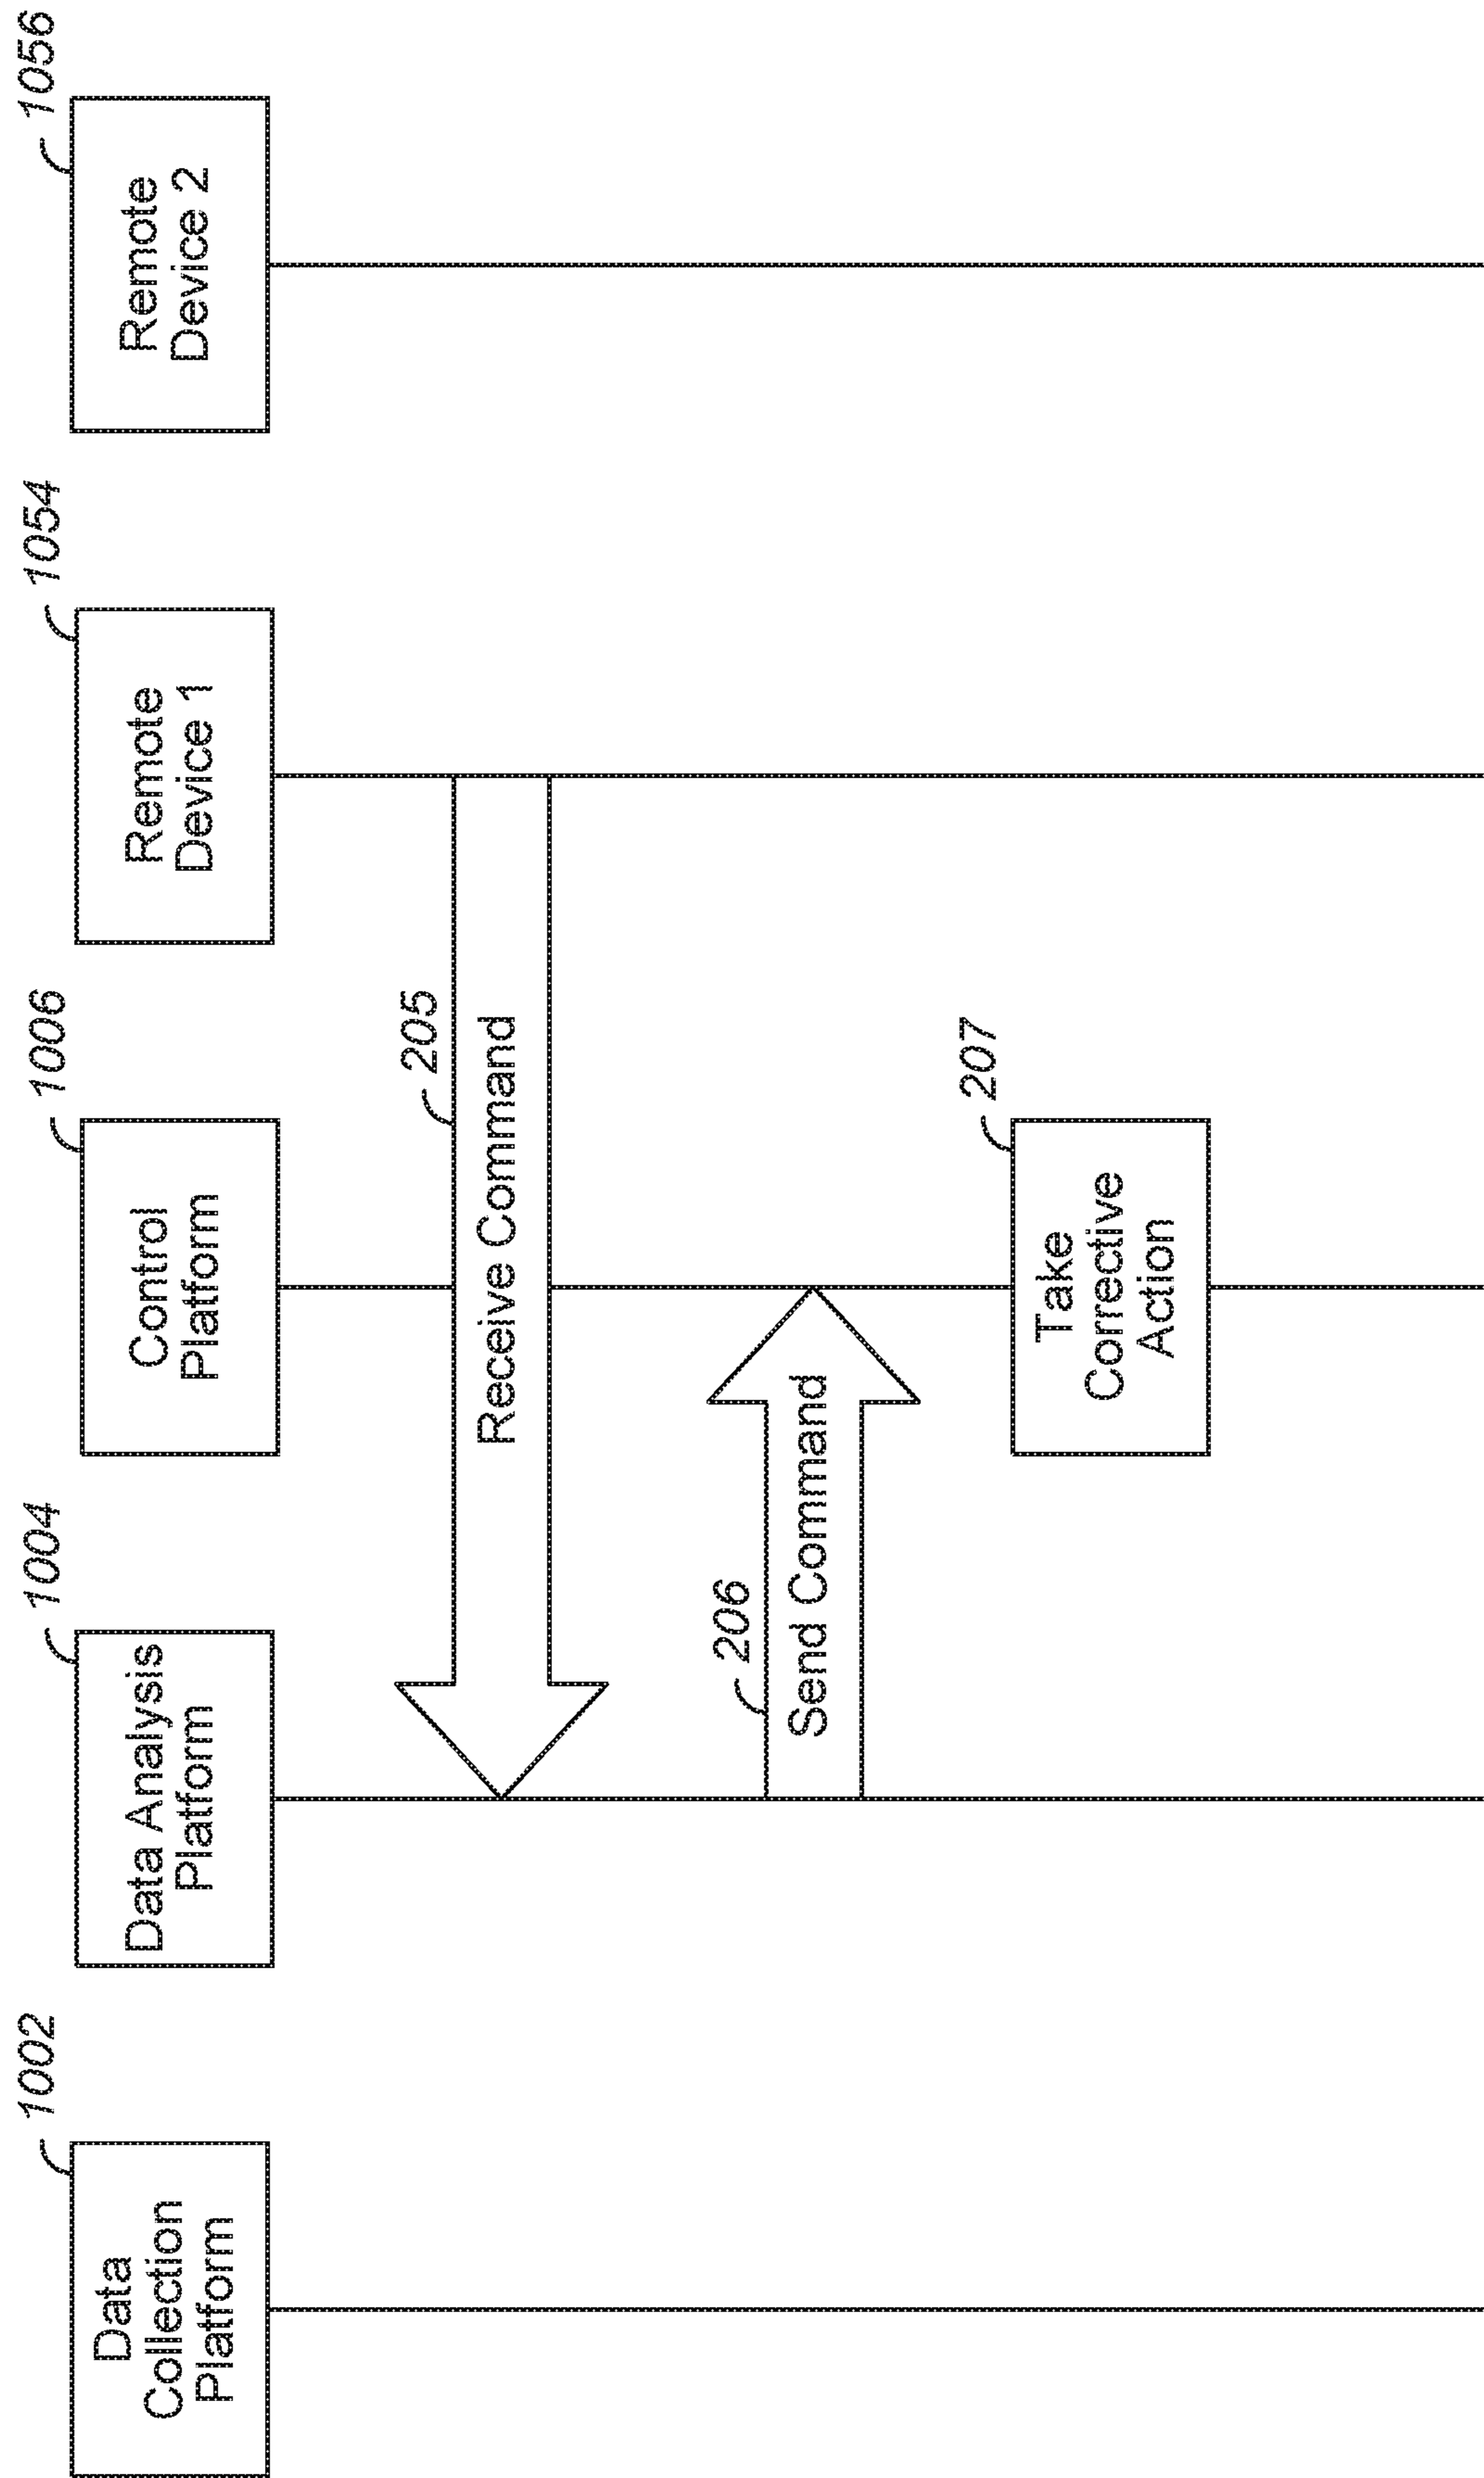 1002
Data
Collection
Platform
1004
Data Analysis
Platform
1006
Control
Platform
1054
Remote
Device 1
1056
Remote
Device 2
205
Receive Command
206
Send Command
207
Take
Corrective
Action